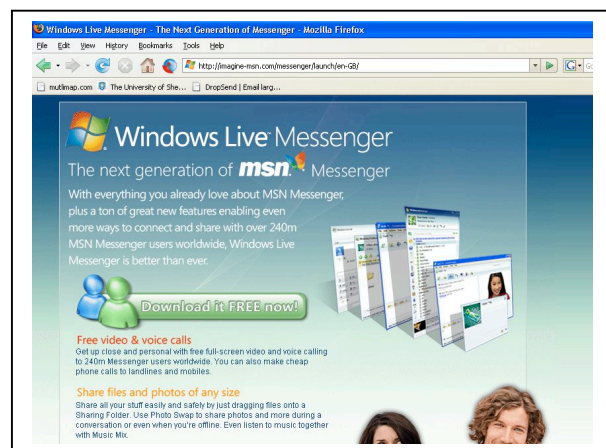 Windows Live Messenger - The Next Generation of Messenger - Mozilla Firefox
File Edit View History Bookmarks Tools Help
http://imagine-msn.com/messenger/launch/en-GB/
G Go
mutlimap.com The University of She... DropSend | Email larg...
Windows Live Messenger
The next generation of msn Messenger
With everything you already love about MSN Messenger,
plus a ton of great new features enabling even
more ways to connect and share with over 240m
MSN Messenger users worldwide, Windows Live
Messenger is better than ever.
Download it FREE now!
Free video & voice calls
Get up close and personal with free full-screen video and voice calling
to 240m Messenger users worldwide. You can also make cheap
phone calls to landlines and mobiles.
Share files and photos of any size
Share all your stuff easily and safely by just dragging files onto a
Sharing Folder. Use Photo Swap to share photos and more during a
conversation or even when you're offline. Even listen to music together
with Music Mix.